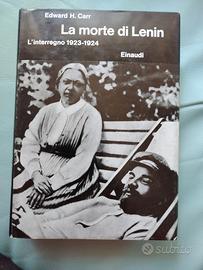 Edward H. Carr
La morte di Lenin
L'interregno 1923-1924
Einaudi
subito